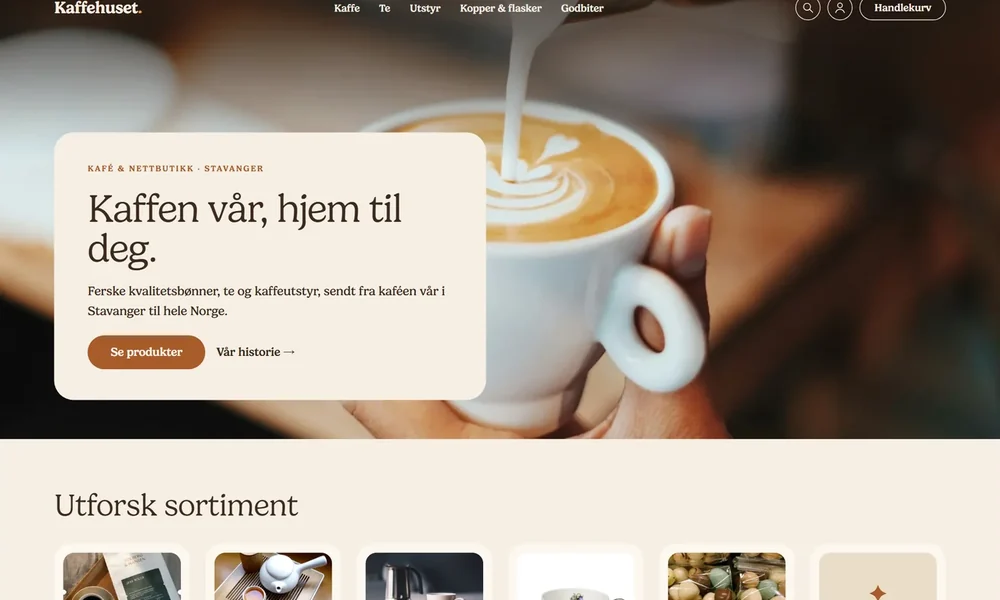 Kaffehuset.
Kaffe Te Utstyr Kopper & flasker Godbiter
Handlekurv
KAFÉ & NETTBUTIKK · STAVANGER
Kaffen vår, hjem til
deg.
Ferske kvalitetsbønner, te og kaffeutstyr, sendt fra kaféen vår i
Stavanger til hele Norge.
Se produkter Vår historie →
Utforsk sortiment